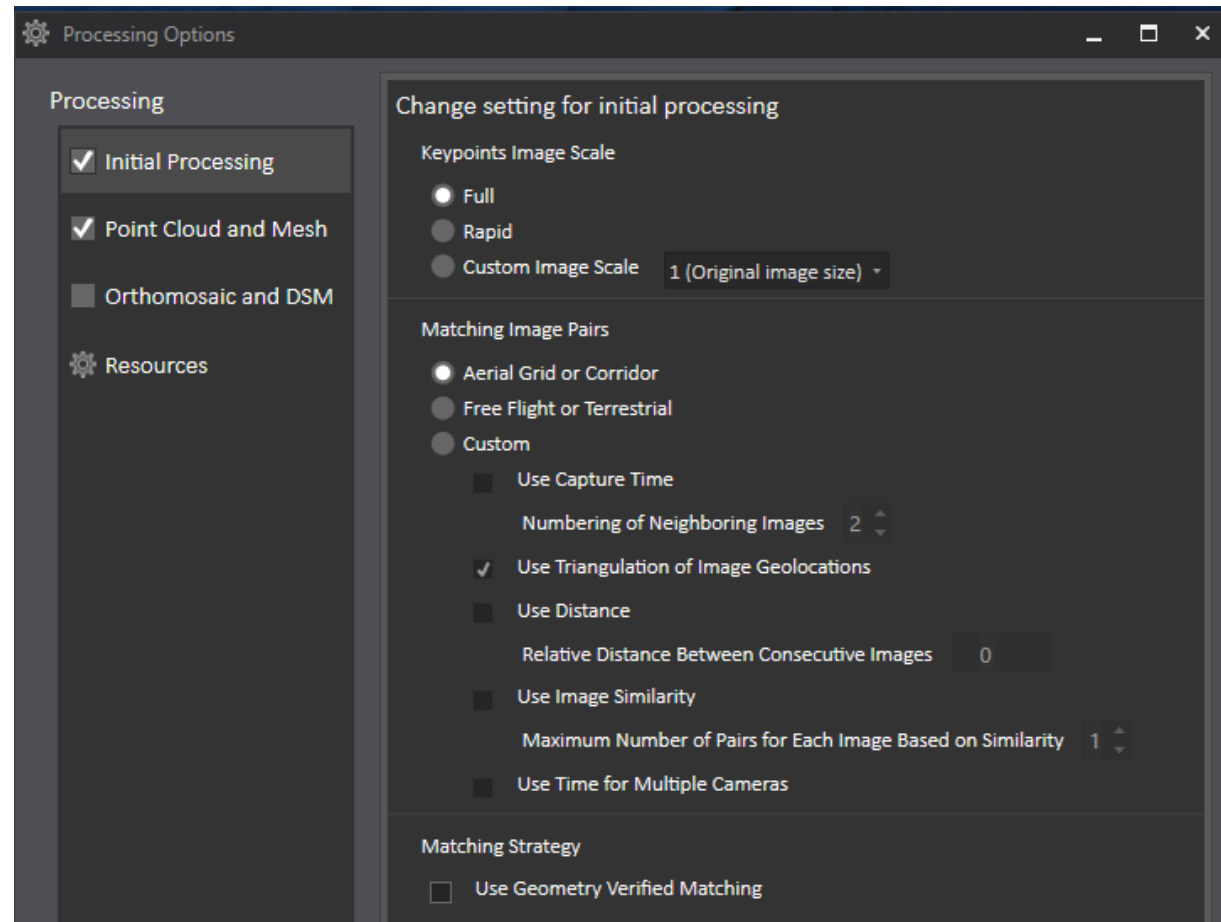 Processing Options
Processing
Initial Processing
Point Cloud and Mesh
Orthomosaic and DSM
Resources
Change setting for initial processing
Keypoints Image Scale
Full
Rapid
Custom Image Scale 1 (Original image size)
Matching Image Pairs
Aerial Grid or Corridor
Free Flight or Terrestrial
Custom
Use Capture Time
Numbering of Neighboring Images 2
Use Triangulation of Image Geolocations
Use Distance
Relative Distance Between Consecutive Images 0
Use Image Similarity
Maximum Number of Pairs for Each Image Based on Similarity 1
Use Time for Multiple Cameras
Matching Strategy
Use Geometry Verified Matching